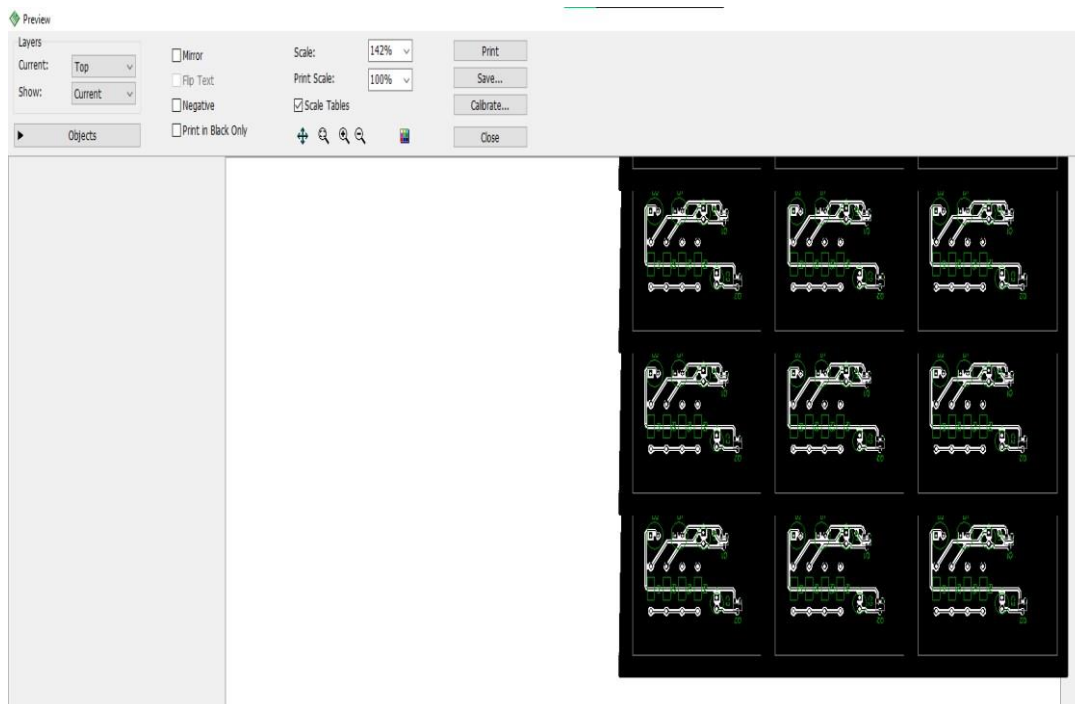 Preview
Layers
Current: Top
Show: Current
Objects
Mirror
Flip Text
Negative
Print in Black Only
Scale: 142%
Print Scale: 100%
Scale Tables
Print
Save...
Calibrate...
Close